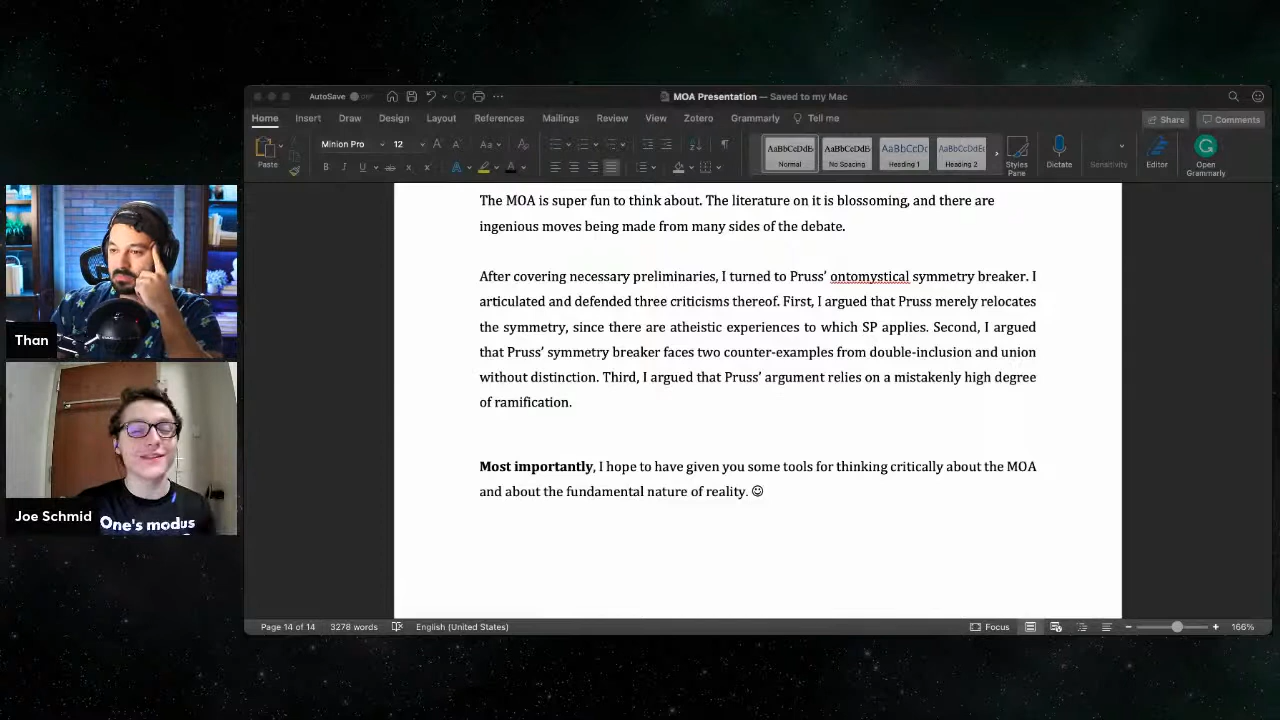 AutoSave
MOA Presentation — Saved to my Mac
Home Insert Draw Design Layout References Mailings Review View Zotero Grammarly Tell me
Share Comments
Paste
Minion Pro 12
AaBbCcDdE AaBbCcDdE AaBbCcDc AaBbCcDdE
Normal No Spacing Heading 1 Heading 2
Styles Pane
Dictate
Sensitivity
Editor
Open Grammarly
The MOA is super fun to think about. The literature on it is blossoming, and there are
ingenious moves being made from many sides of the debate.
After covering necessary preliminaries, I turned to Pruss’ ontomystical symmetry breaker. I
articulated and defended three criticisms thereof. First, I argued that Pruss merely relocates
the symmetry, since there are atheistic experiences to which SP applies. Second, I argued
that Pruss’ symmetry breaker faces two counter-examples from double-inclusion and union
without distinction. Third, I argued that Pruss’ argument relies on a mistakenly high degree
of ramification.
Most importantly, I hope to have given you some tools for thinking critically about the MOA
and about the fundamental nature of reality. ☺
Page 14 of 14 3278 words English (United States) Focus 166%
Than
One's modus
Joe Schmid